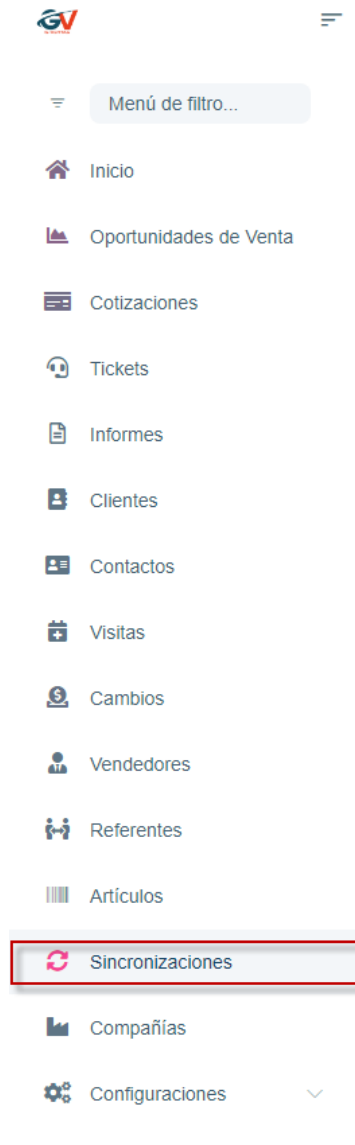 GV
Menú de filtro...
Inicio
Oportunidades de Venta
Cotizaciones
Tickets
Informes
Clientes
Contactos
Visitas
Cambios
Vendedores
Referentes
Artículos
Sincronizaciones
Compañías
Configuraciones